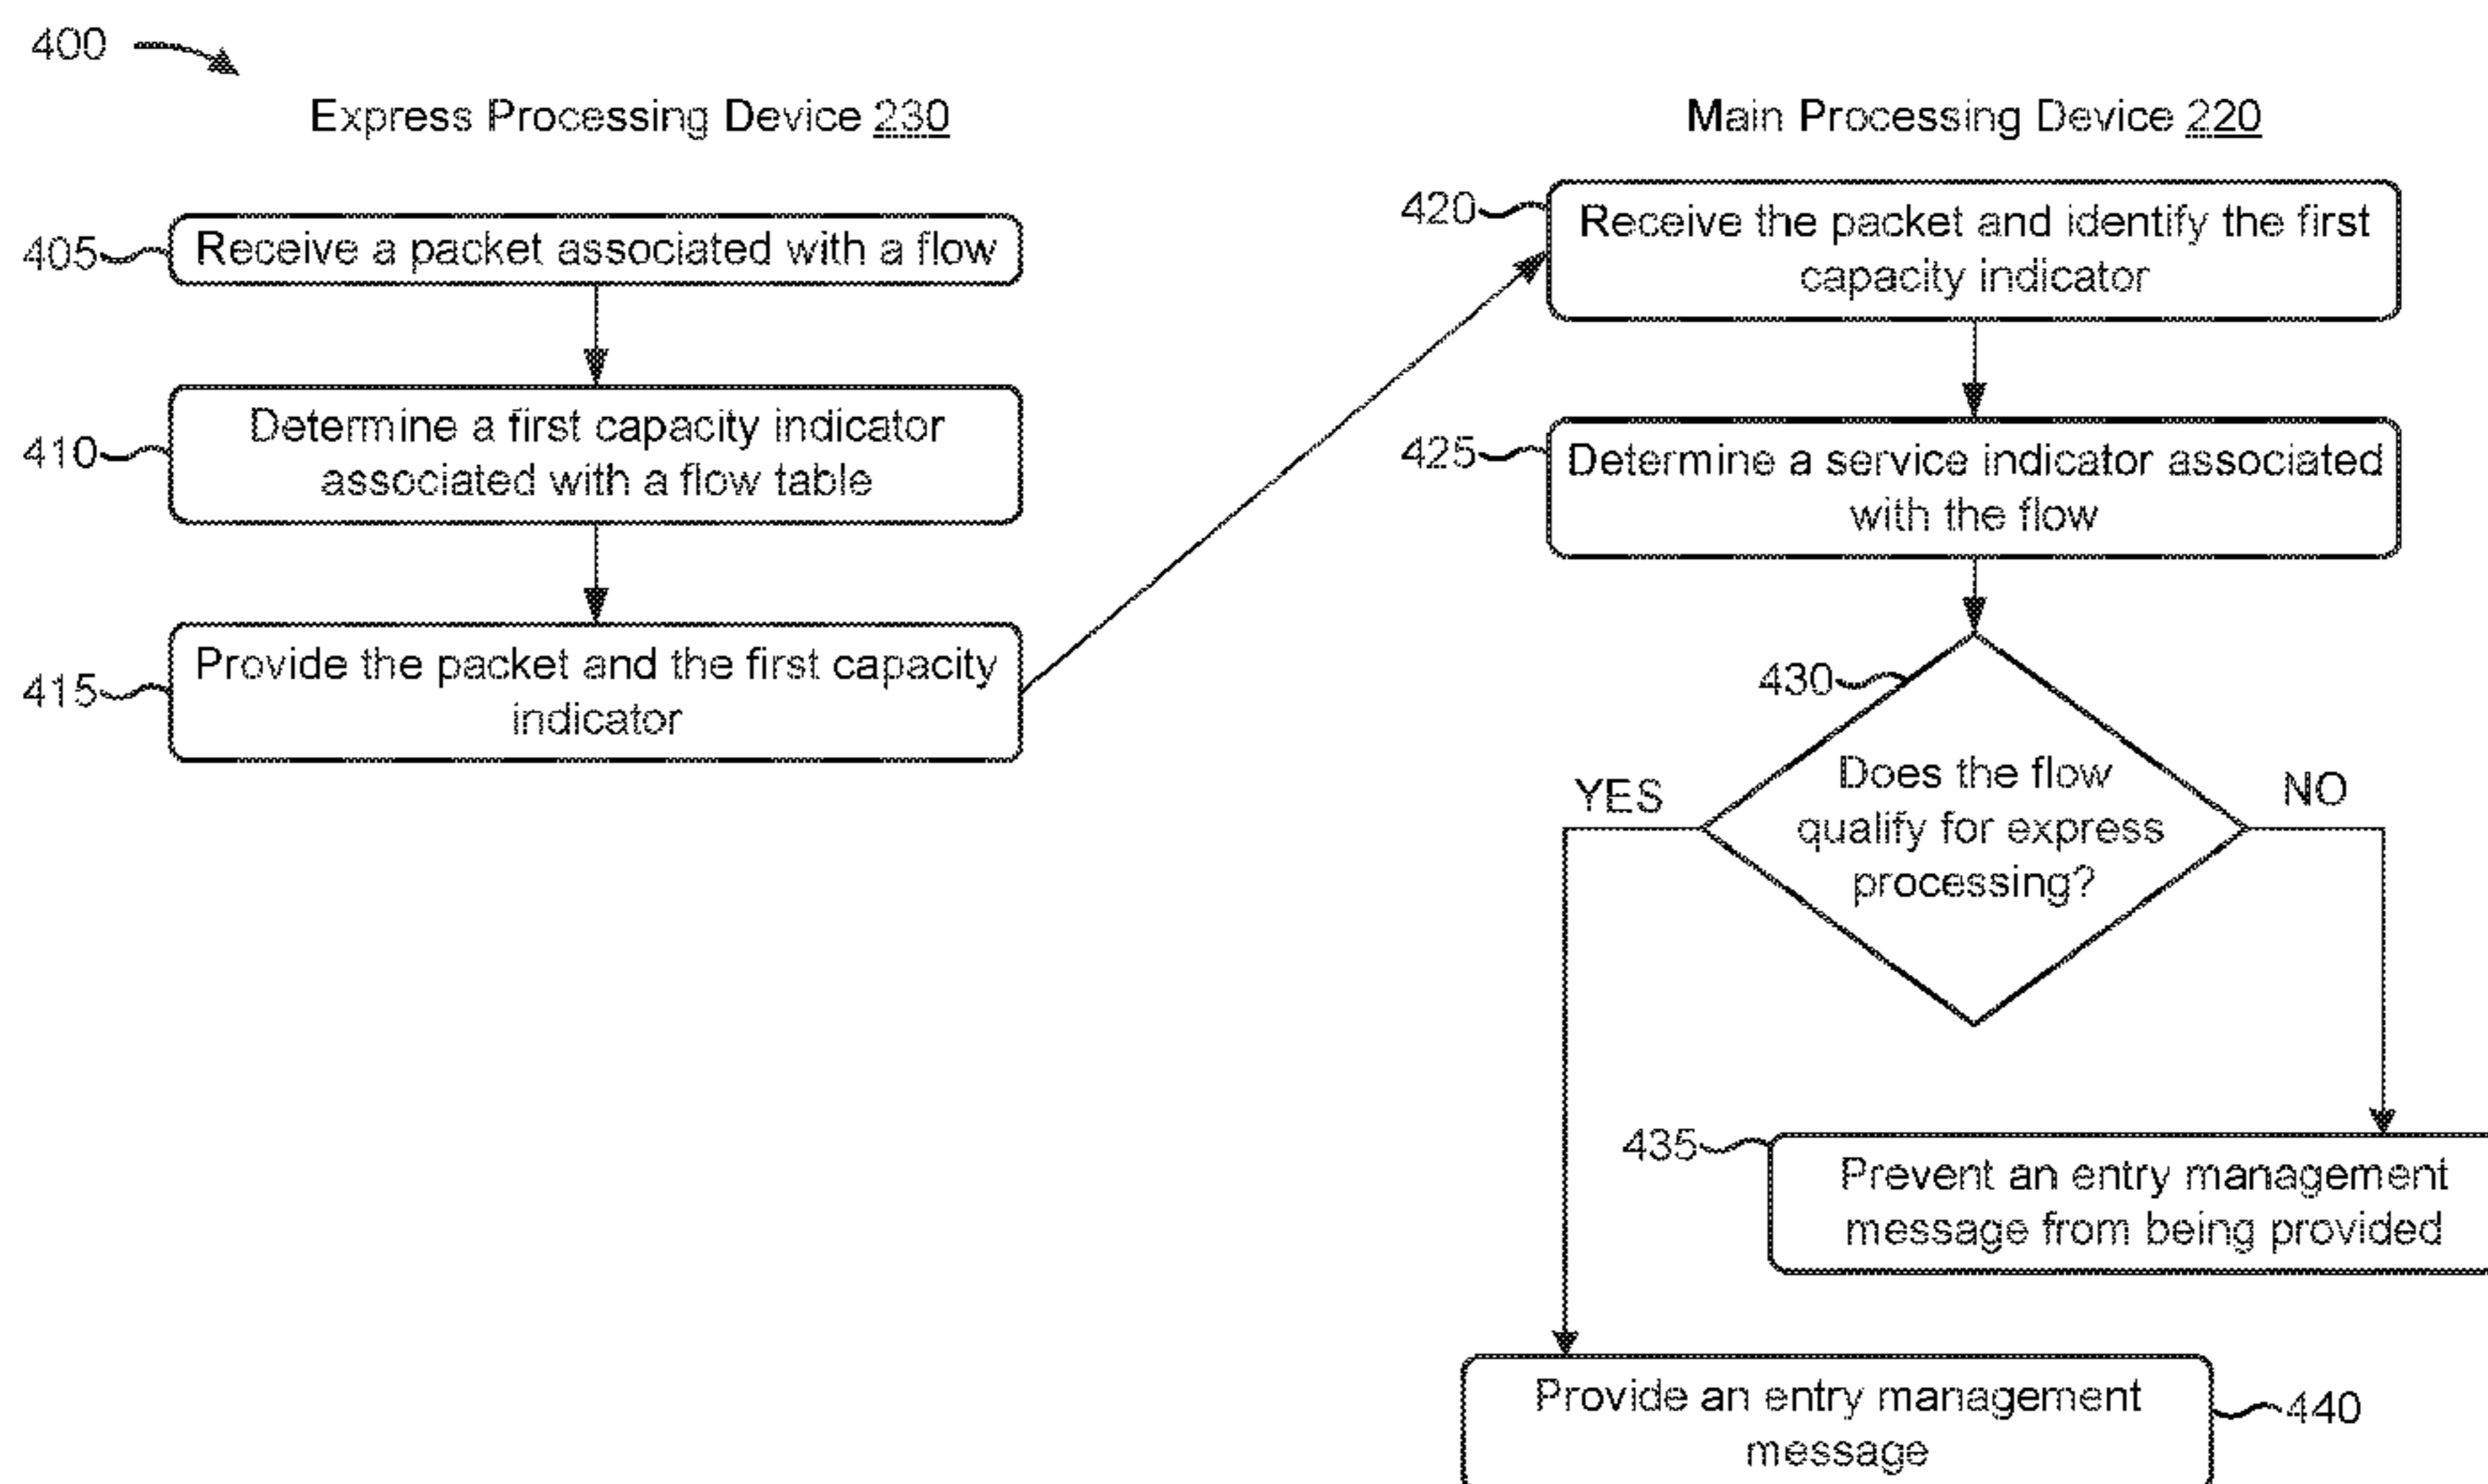 400
Express Processing Device 230
405
Receive a packet associated with a flow
410
Determine a first capacity indicator
associated with a flow table
415
Provide the packet and the first capacity
indicator
Main Processing Device 220
420
Receive the packet and identify the first
capacity indicator
425
Determine a service indicator associated
with the flow
430
Does the flow
qualify for express
processing?
YES
NO
435
Prevent an entry management
message from being provided
Provide an entry management
message
440